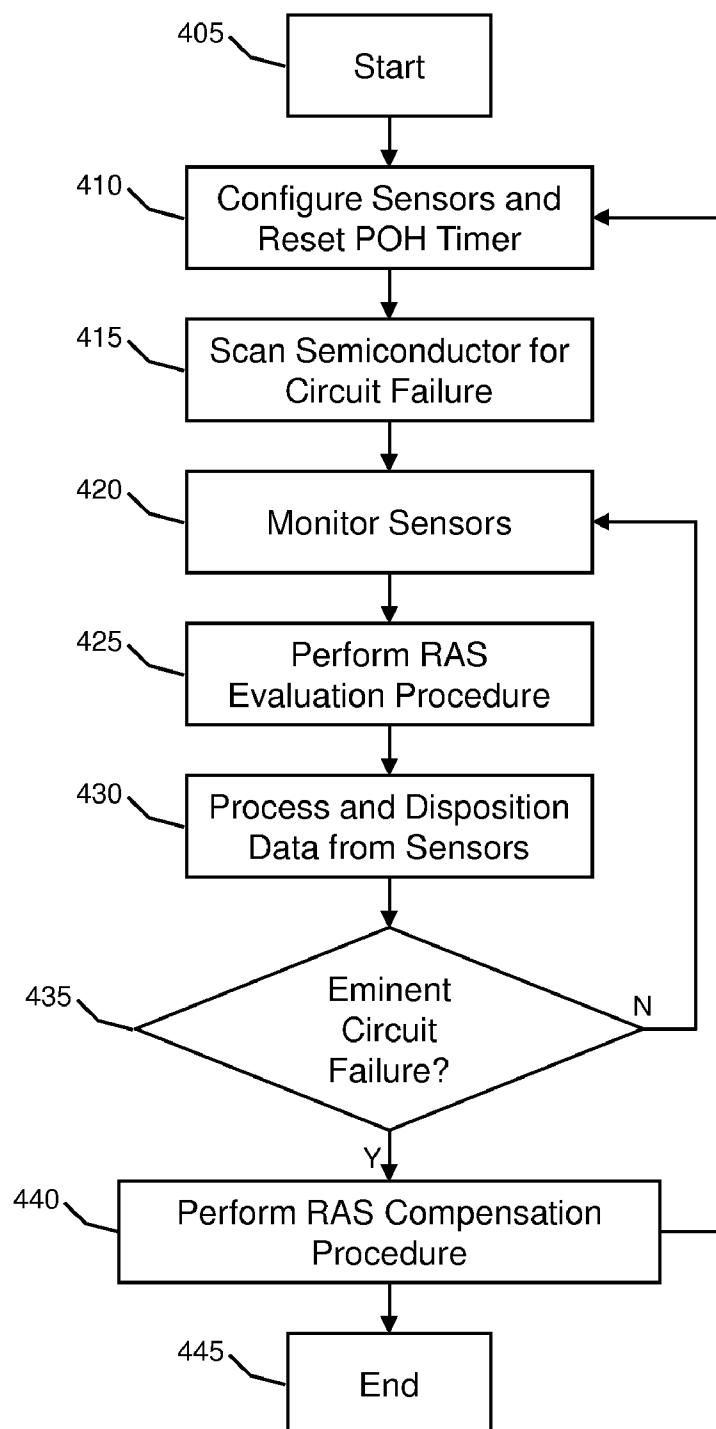 405
Start
410
Configure Sensors and
Reset POH Timer
415
Scan Semiconductor for
Circuit Failure
420
Monitor Sensors
425
Perform RAS
Evaluation Procedure
430
Process and Disposition
Data from Sensors
435
Eminent
Circuit
Failure?
N
Y
440
Perform RAS Compensation
Procedure
445
End